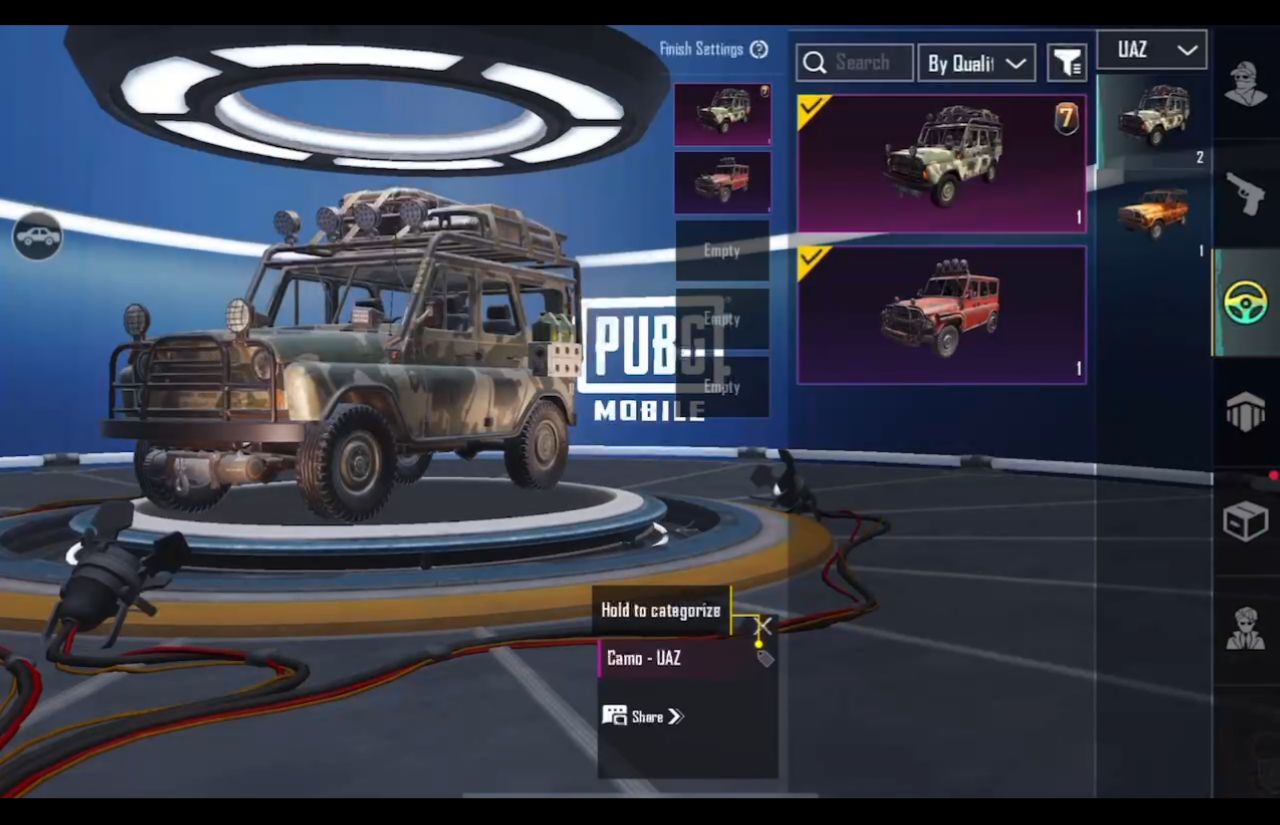 Finish Settings ?
Search
By Quali
UAZ
7
1
1
2
1
Empty
Empty
Empty
PUBG
MOBILE
Hold to categorize
Camo - UAZ
Share